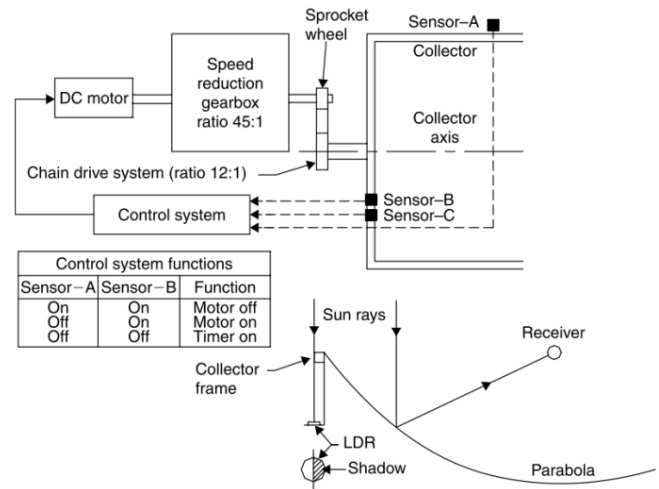 Sprocket
wheel
Sensor–A
Collector
Speed
reduction
gearbox
ratio 45:1
DC motor
Collector
axis
Chain drive system (ratio 12:1)
Sensor–B
Control system
Sensor–C
Control system functions
Sensor–A Sensor–B Function
On On Motor off
Off On Motor on
Off Off Timer on
Sun rays
Receiver
Collector
frame
LDR
Shadow
Parabola